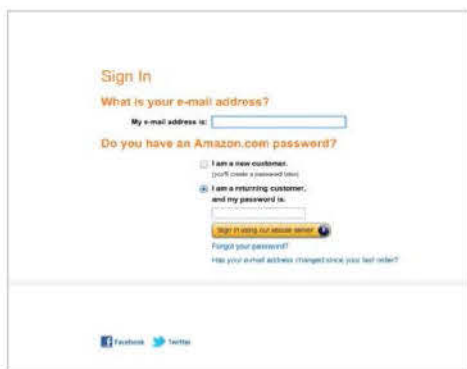 Sign In
What is your e-mail address?
My e-mail address is:
Do you have an Amazon.com password?
I am a new customer.
(you'll create a password later)
I am a returning customer,
and my password is:
Sign in using our secure server
Forgot your password?
Has your e-mail address changed since your last order?
Facebook Twitter